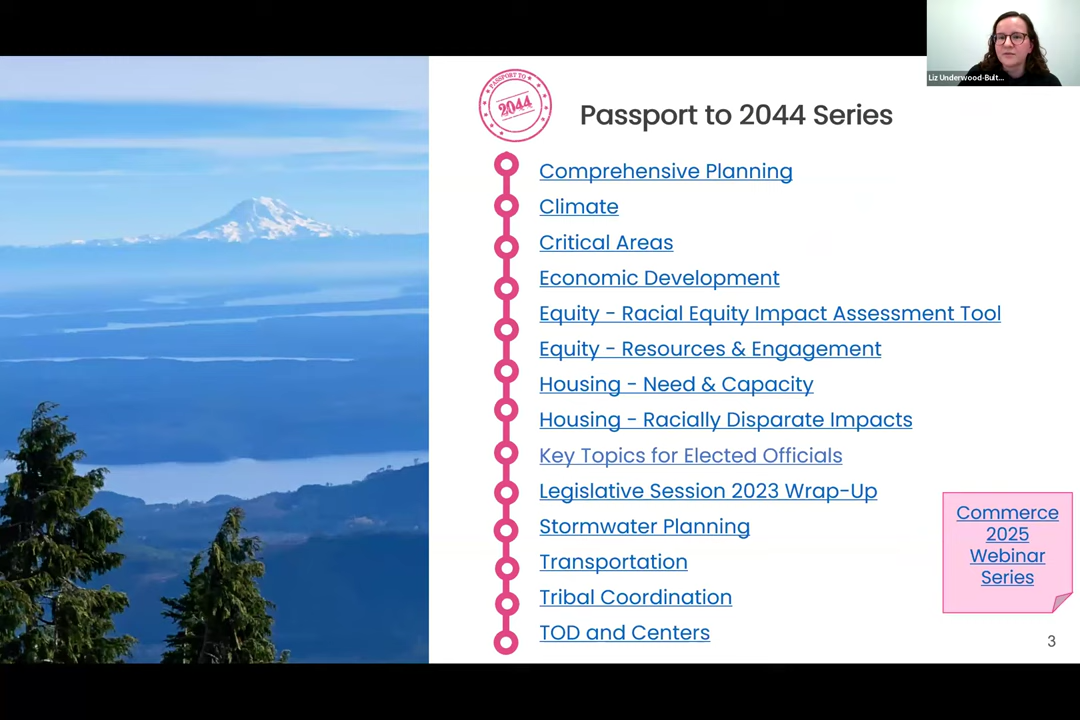 Liz Underwood-Bult...
PASSPORT TO
2044
Passport to 2044 Series
Comprehensive Planning
Climate
Critical Areas
Economic Development
Equity - Racial Equity Impact Assessment Tool
Equity - Resources & Engagement
Housing - Need & Capacity
Housing - Racially Disparate Impacts
Key Topics for Elected Officials
Legislative Session 2023 Wrap-Up
Stormwater Planning
Transportation
Tribal Coordination
TOD and Centers
Commerce
2025
Webinar
Series
3